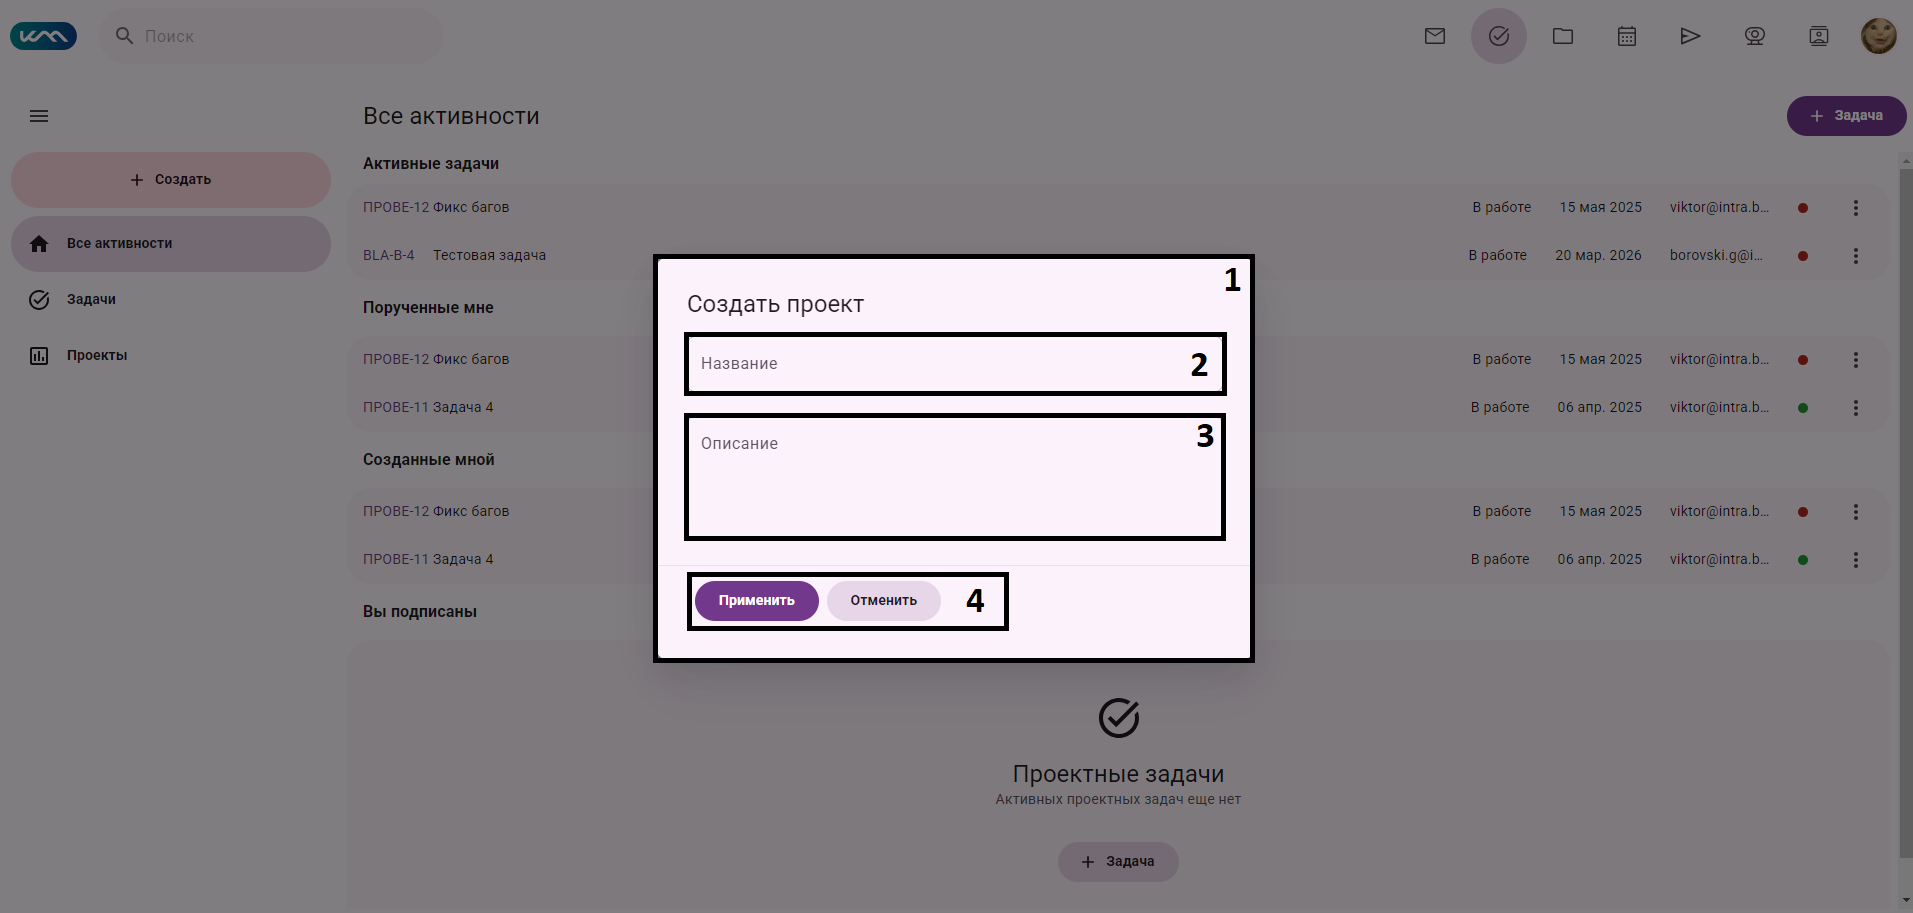 Поиск
Все активности
+ Задача
+ Создать
Все активности
Задачи
Проекты
Активные задачи
ПРОВЕ-12 Фикс багов В работе 15 мая 2025 viktor@intra.b...
BLA-B-4 Тестовая задача В работе 20 мар. 2026 borovski.g@i...
Порученные мне
ПРОВЕ-12 Фикс багов В работе 15 мая 2025 viktor@intra.b...
ПРОВЕ-11 Задача 4 В работе 06 апр. 2025 viktor@intra.b...
Созданные мной
ПРОВЕ-12 Фикс багов В работе 15 мая 2025 viktor@intra.b...
ПРОВЕ-11 Задача 4 В работе 06 апр. 2025 viktor@intra.b...
Вы подписаны
Проектные задачи
Активных проектных задач еще нет
+ Задача
1
Создать проект
Название 2
Описание 3
Применить Отменить 4